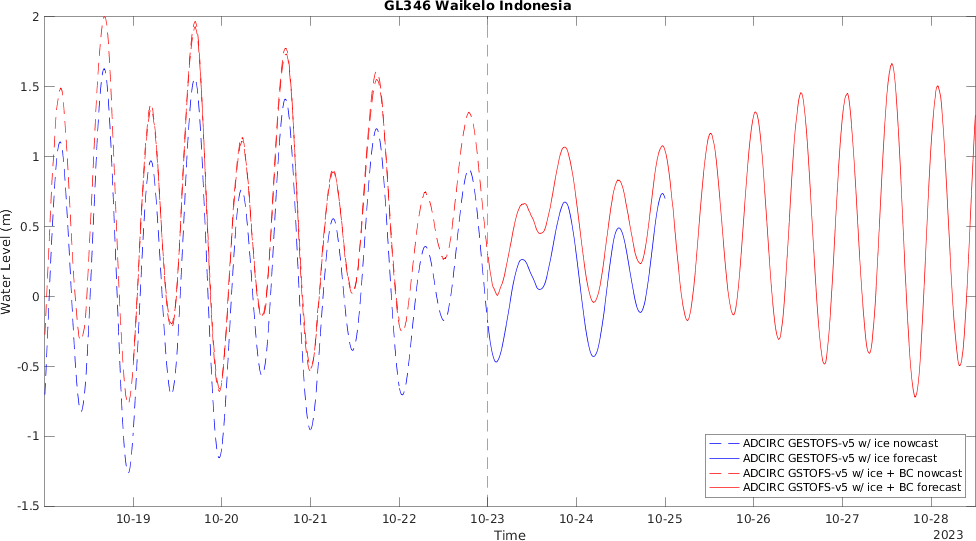 GL346 Waikelo Indonesia
2
1.5
1
0.5
0
-0.5
-1
-1.5
Water Level (m)
ADCIRC GESTOFS-v5 w/ ice nowcast
ADCIRC GESTOFS-v5 w/ ice forecast
ADCIRC GSTOFS-v5 w/ ice + BC nowcast
ADCIRC GSTOFS-v5 w/ ice + BC forecast
10-19 10-20 10-21 10-22 10-23 10-24 10-25 10-26 10-27 10-28
Time
2023